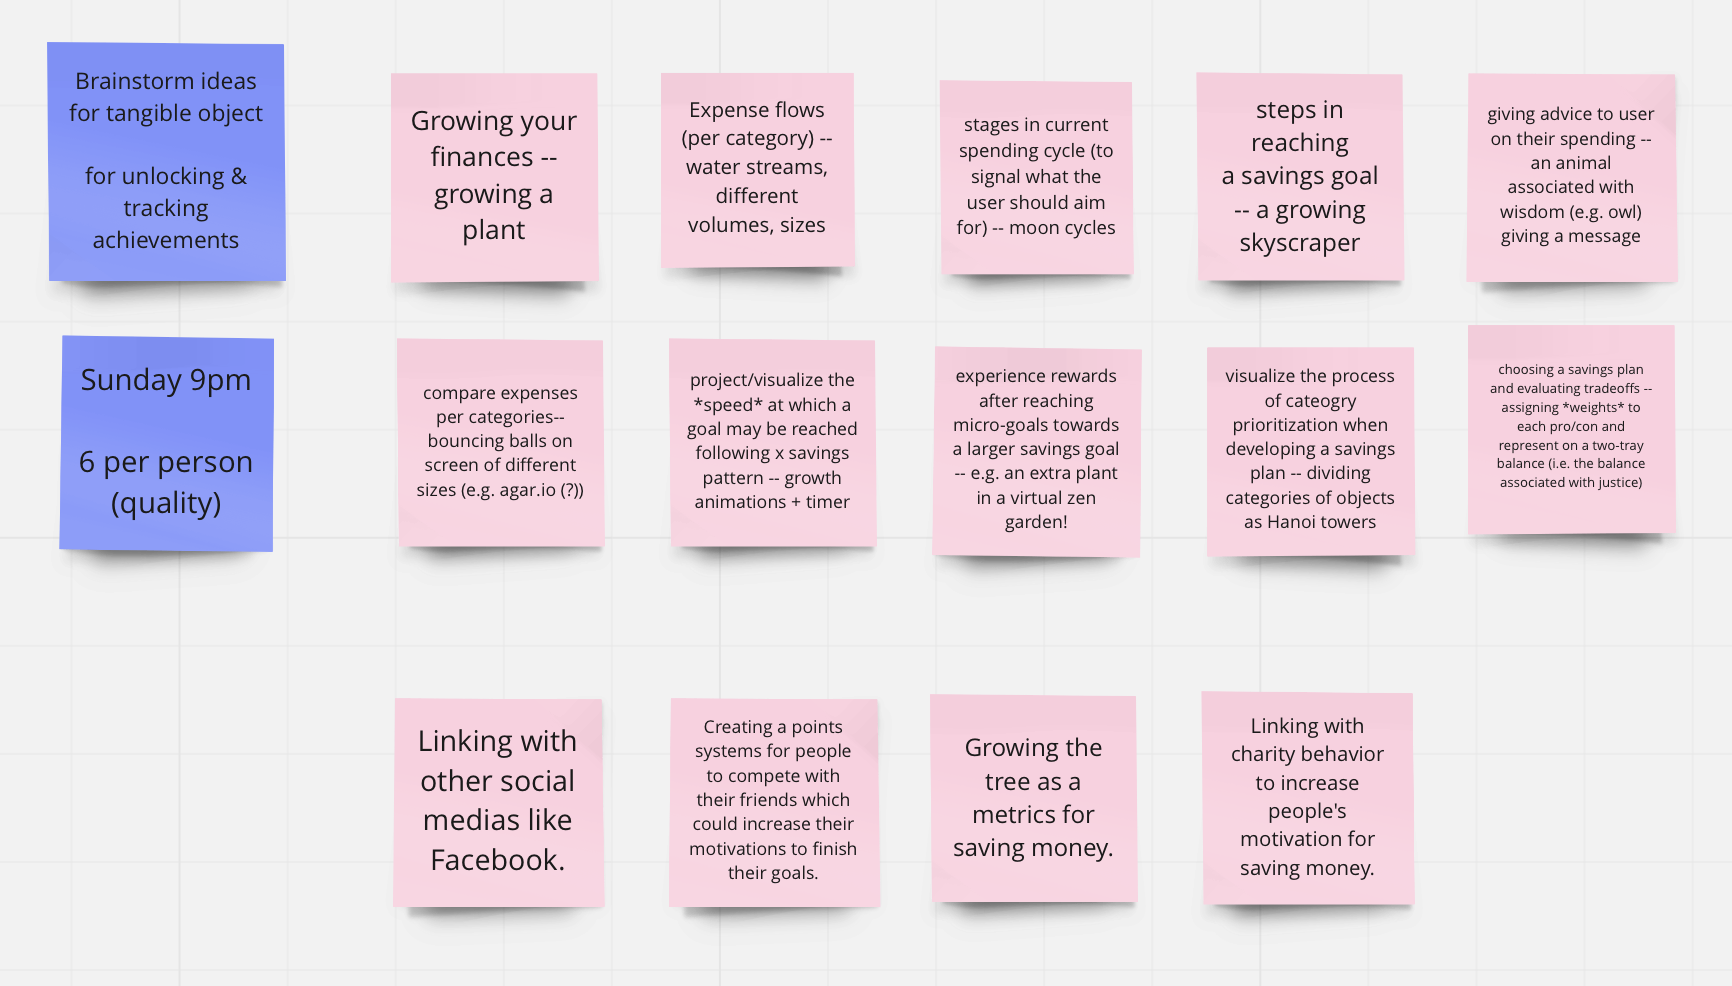 Brainstorm ideas
for tangible object
for unlocking &
tracking
achievements
Growing your
finances --
growing a
plant
Expense flows
(per category) --
water streams,
different
volumes, sizes
stages in current
spending cycle (to
signal what the
user should aim
for) -- moon cycles
steps in
reaching
a savings goal
-- a growing
skyscraper
giving advice to user
on their spending --
an animal
associated with
wisdom (e.g. owl)
giving a message
Sunday 9pm
6 per person
(quality)
compare expenses
per categories--
bouncing balls on
screen of different
sizes (e.g. agar.io (?))
project/visualize the
*speed* at which a
goal may be reached
following x savings
pattern -- growth
animations + timer
experience rewards
after reaching
micro-goals towards
a larger savings goal
-- e.g. an extra plant
in a virtual zen
garden!
visualize the process
of cateogry
prioritization when
developing a savings
plan -- dividing
categories of objects
as Hanoi towers
choosing a savings plan
and evaluating tradeoffs --
assigning *weights* to
each pro/con and
represent on a two-tray
balance (i.e. the balance
associated with justice)
Linking with
other social
medias like
Facebook.
Creating a points
systems for people
to compete with
their friends which
could increase their
motivations to finish
their goals.
Growing the
tree as a
metrics for
saving money.
Linking with
charity behavior
to increase
people's
motivation for
saving money.